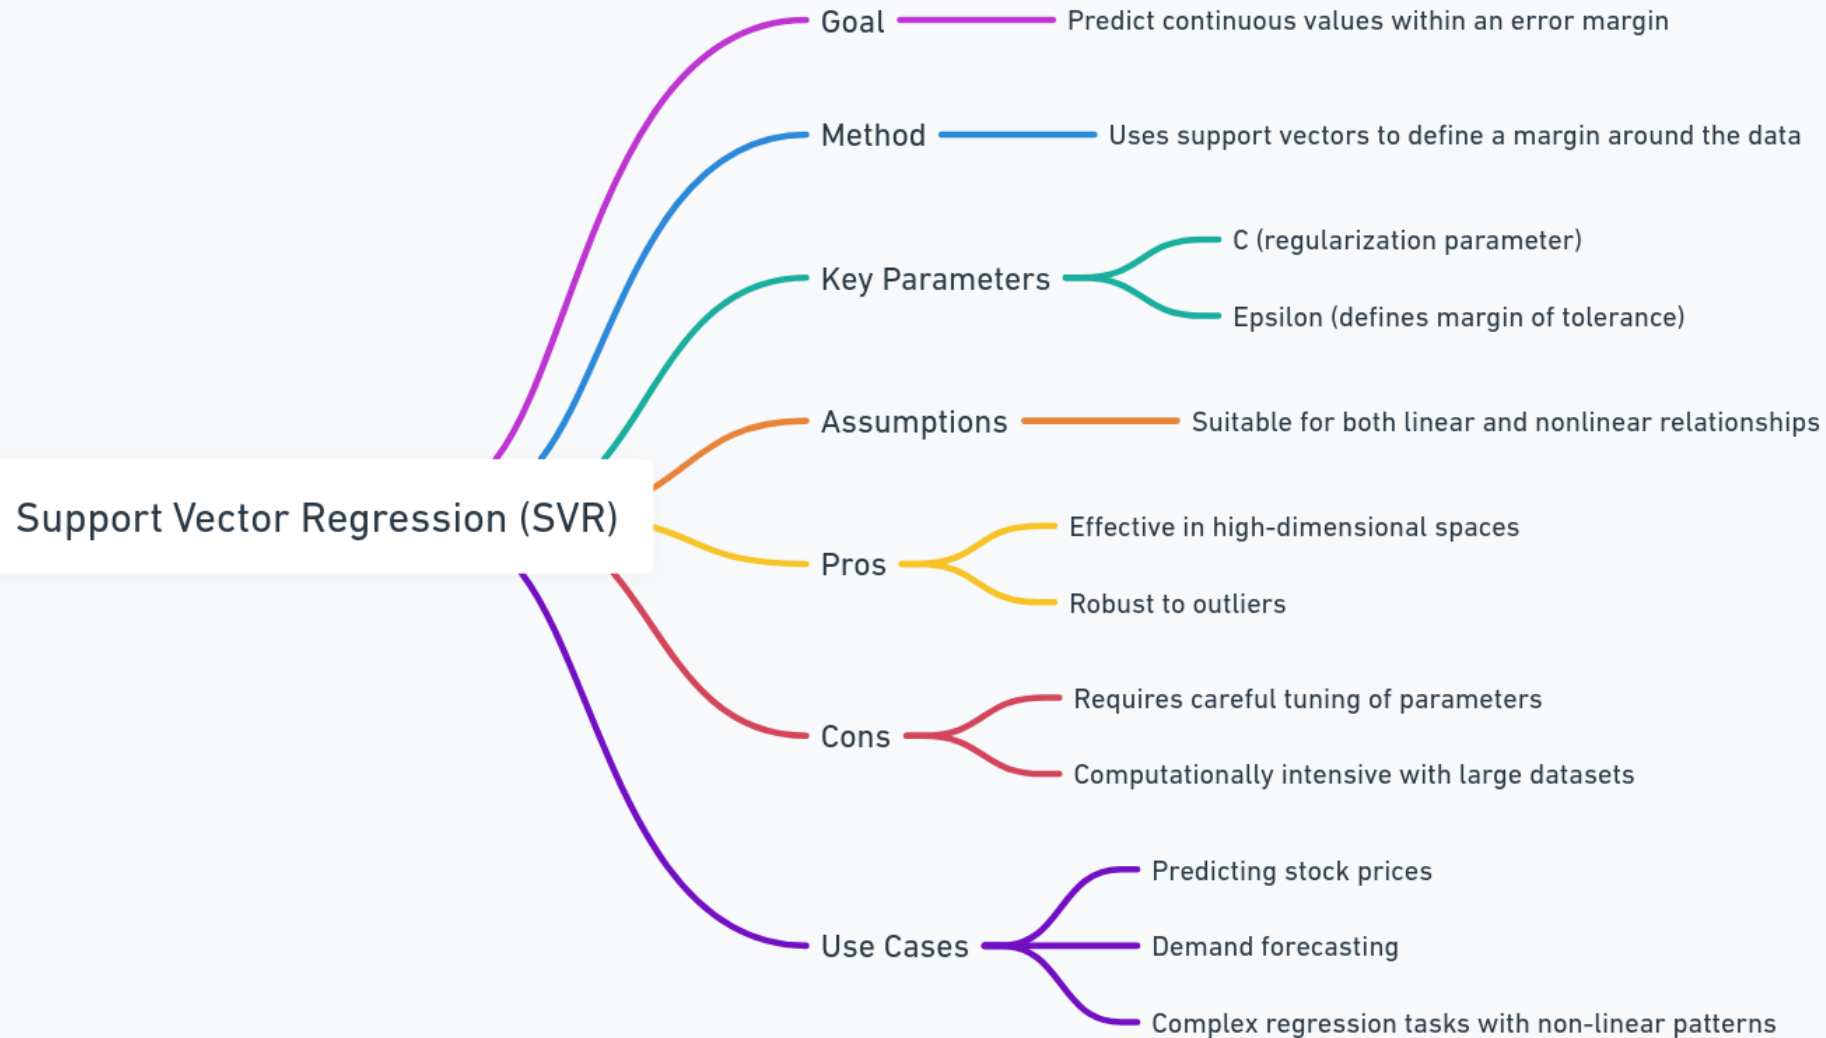 Goal
Predict continuous values within an error margin
Method
Uses support vectors to define a margin around the data
Key Parameters
C (regularization parameter)
Epsilon (defines margin of tolerance)
Assumptions
Suitable for both linear and nonlinear relationships
Support Vector Regression (SVR)
Pros
Effective in high-dimensional spaces
Robust to outliers
Cons
Requires careful tuning of parameters
Computationally intensive with large datasets
Use Cases
Predicting stock prices
Demand forecasting
Complex regression tasks with non-linear patterns